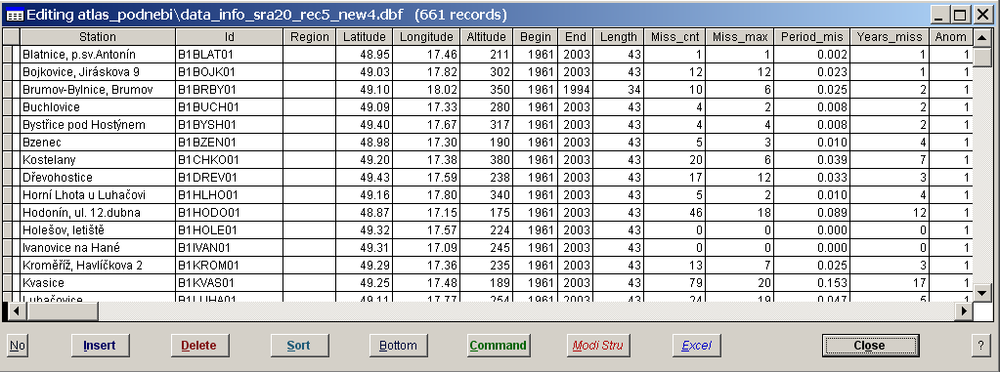 Editing atlas_podnebi\data_info_sra20_rec5_new4.dbf (661 records)
Station Id Region Latitude Longitude Altitude Begin End Length Miss_cnt Miss_max Period_mis Years_miss Anom
Blatnice, p.sv.Antonín B1BLAT01 48.95 17.46 211 1961 2003 43 1 1 0.002 1 1
Bojkovice, Jiráskova 9 B1BOJK01 49.03 17.82 302 1961 2003 43 12 12 0.023 1 1
Brumov-Bylnice, Brumov B1BRBY01 49.10 18.02 350 1961 1994 34 10 6 0.025 2 1
Buchlovice B1BUCH01 49.09 17.33 280 1961 2003 43 4 2 0.008 2 1
Bystřice pod Hostýnem B1BYSH01 49.40 17.67 317 1961 2003 43 4 4 0.008 2 1
Bzenec B1BZEN01 48.98 17.30 190 1961 2003 43 5 3 0.010 4 1
Kostelany B1CHKO01 49.20 17.38 380 1961 2003 43 20 6 0.039 7 1
Dřevohostice B1DREV01 49.43 17.59 238 1961 2003 43 17 12 0.033 3 1
Horní Lhota u Luhačovi B1HLHO01 49.16 17.80 340 1961 2003 43 5 2 0.010 4 1
Hodonín, ul. 12.dubna B1HODO01 48.87 17.15 175 1961 2003 43 46 18 0.089 12 1
Holešov, letiště B1HOLE01 49.32 17.57 224 1961 2003 43 0 0 0.000 0 1
Ivanovice na Hané B1IVAN01 49.31 17.09 245 1961 2003 43 0 0 0.000 0 1
Kroměříž, Havlíčkova 2 B1KROM01 49.29 17.36 235 1961 2003 43 13 7 0.025 3 1
Kvasice B1KVAS01 49.25 17.48 189 1961 2003 43 79 20 0.153 17 1
Luhačovice B1LUHA01 49.11 17.77 254 1961 2003 43 24 19 0.047 5 1
No Insert Delete Sort Bottom Command Modi Stru Excel Close ?